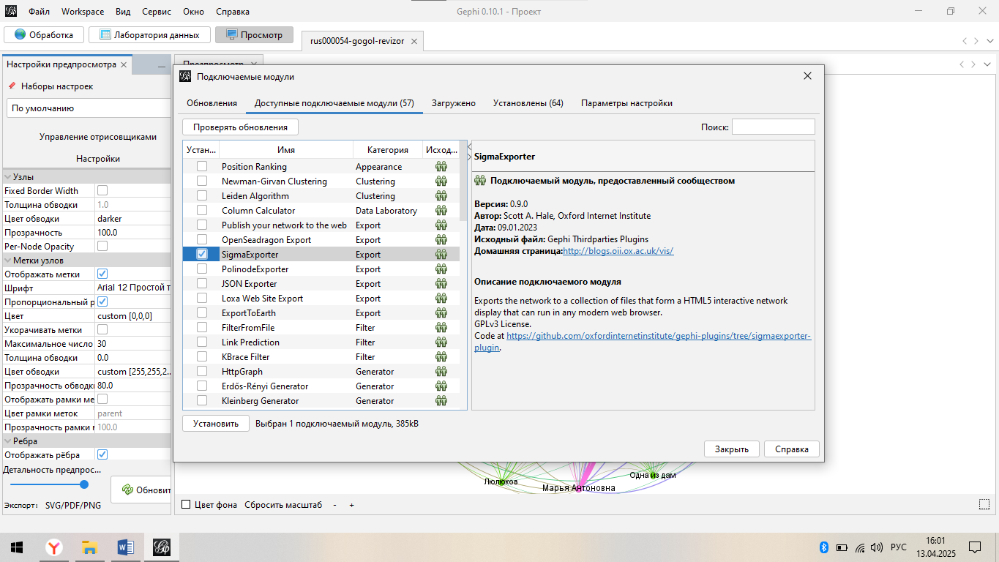 Файл Workspace Вид Сервис Окно Справка
Gephi 0.10.1 - Проект
Обработка Лаборатория данных Просмотр
rus000054-gogol-revizor
Настройки предпросмотра
Предпросмотр
Наборы настроек
По умолчанию
Управление отрисовщиками
Настройки
Узлы
Fixed Border Width
Толщина обводки 1.0
Цвет обводки darker
Прозрачность 100.0
Per-Node Opacity
Метки узлов
Отображать метки
Шрифт Arial 12 Простой т
Пропорциональный р
Цвет custom [0,0,0]
Укорачивать метки
Максимальное число 30
Толщина обводки 0.0
Цвет обводки custom [255,255,2...
Прозрачность обводки 80.0
Отображать рамки ме
Цвет рамки меток parent
Прозрачность рамки м 100.0
Ребра
Отображать рёбра
Детальность предпрос...
Обновит
Экспорт: SVG/PDF/PNG
Подключаемые модули
Обновления Доступные подключаемые модули (57) Загружено Установлены (64) Параметры настройки
Проверять обновления
Поиск:
Устан... Имя Категория Исход...
Position Ranking Appearance
Newman-Girvan Clustering Clustering
Leiden Algorithm Clustering
Column Calculator Data Laboratory
Publish your network to the web Export
OpenSeadragon Export Export
SigmaExporter Export
PolinodeExporter Export
JSON Exporter Export
Loxa Web Site Export Export
ExportToEarth Export
FilterFromFile Filter
Link Prediction Filter
KBrace Filter Filter
HttpGraph Generator
Erdős-Rényi Generator Generator
Kleinberg Generator Generator
SigmaExporter
Подключаемый модуль, предоставленный сообществом
Версия: 0.9.0
Автор: Scott A. Hale, Oxford Internet Institute
Дата: 09.01.2023
Исходный файл: Gephi Thirdparties Plugins
Домашняя страница:http://blogs.oii.ox.ac.uk/vis/
Описание подключаемого модуля
Exports the network to a collection of files that form a HTML5 interactive network
display that can run in any modern web browser.
GPLv3 License.
Code at https://github.com/oxfordinternetinstitute/gephi-plugins/tree/sigmaexporter-
plugin.
Установить Выбран 1 подключаемый модуль, 385kB
Закрыть Справка
Люлюков
Марья Антоновна
Одна из дам
Цвет фона Сбросить масштаб - +
РУС
16:01
13.04.2025